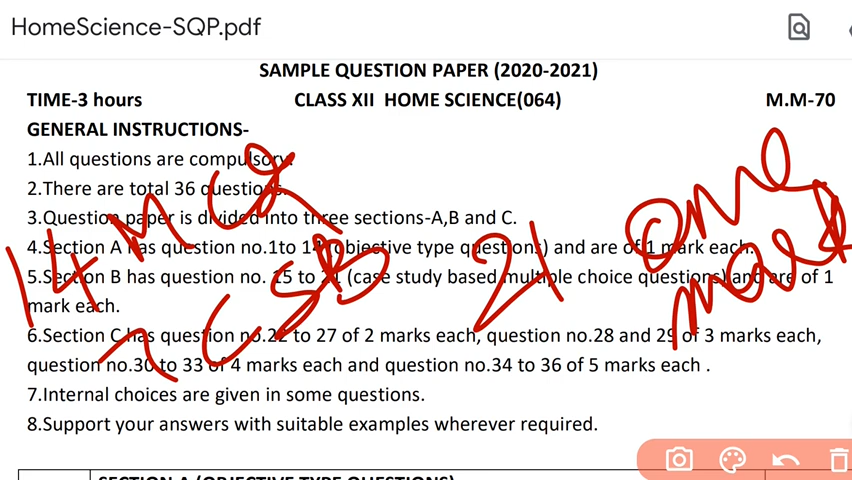 HomeScience-SQP.pdf
SAMPLE QUESTION PAPER (2020-2021)
TIME-3 hours CLASS XII HOME SCIENCE(064) M.M-70
GENERAL INSTRUCTIONS-
1.All questions are compulsory.
2.There are total 36 questions.
3.Question paper is divided into three sections-A,B and C.
4.Section A has question no.1to 14 (objective type questions) and are of 1 mark each.
5.Section B has question no. 15 to 21 (case study based multiple choice questions) and are of 1
mark each.
6.Section C has question no.22 to 27 of 2 marks each, question no.28 and 29 of 3 marks each,
question no.30 to 33 of 4 marks each and question no.34 to 36 of 5 marks each .
7.Internal choices are given in some questions.
8.Support your answers with suitable examples wherever required.
SECTION A (OBJECTIVE TYPE QUESTIONS)
14 MCQ
7 CSB
21
one
mark